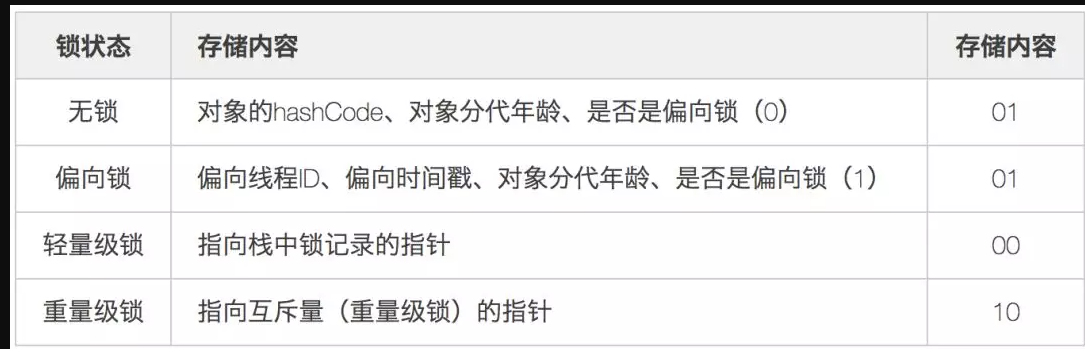 锁状态 存储内容 存储内容
无锁 对象的hashCode、对象分代年龄、是否是偏向锁（0） 01
偏向锁 偏向线程ID、偏向时间戳、对象分代年龄、是否是偏向锁（1） 01
轻量级锁 指向栈中锁记录的指针 00
重量级锁 指向互斥量（重量级锁）的指针 10